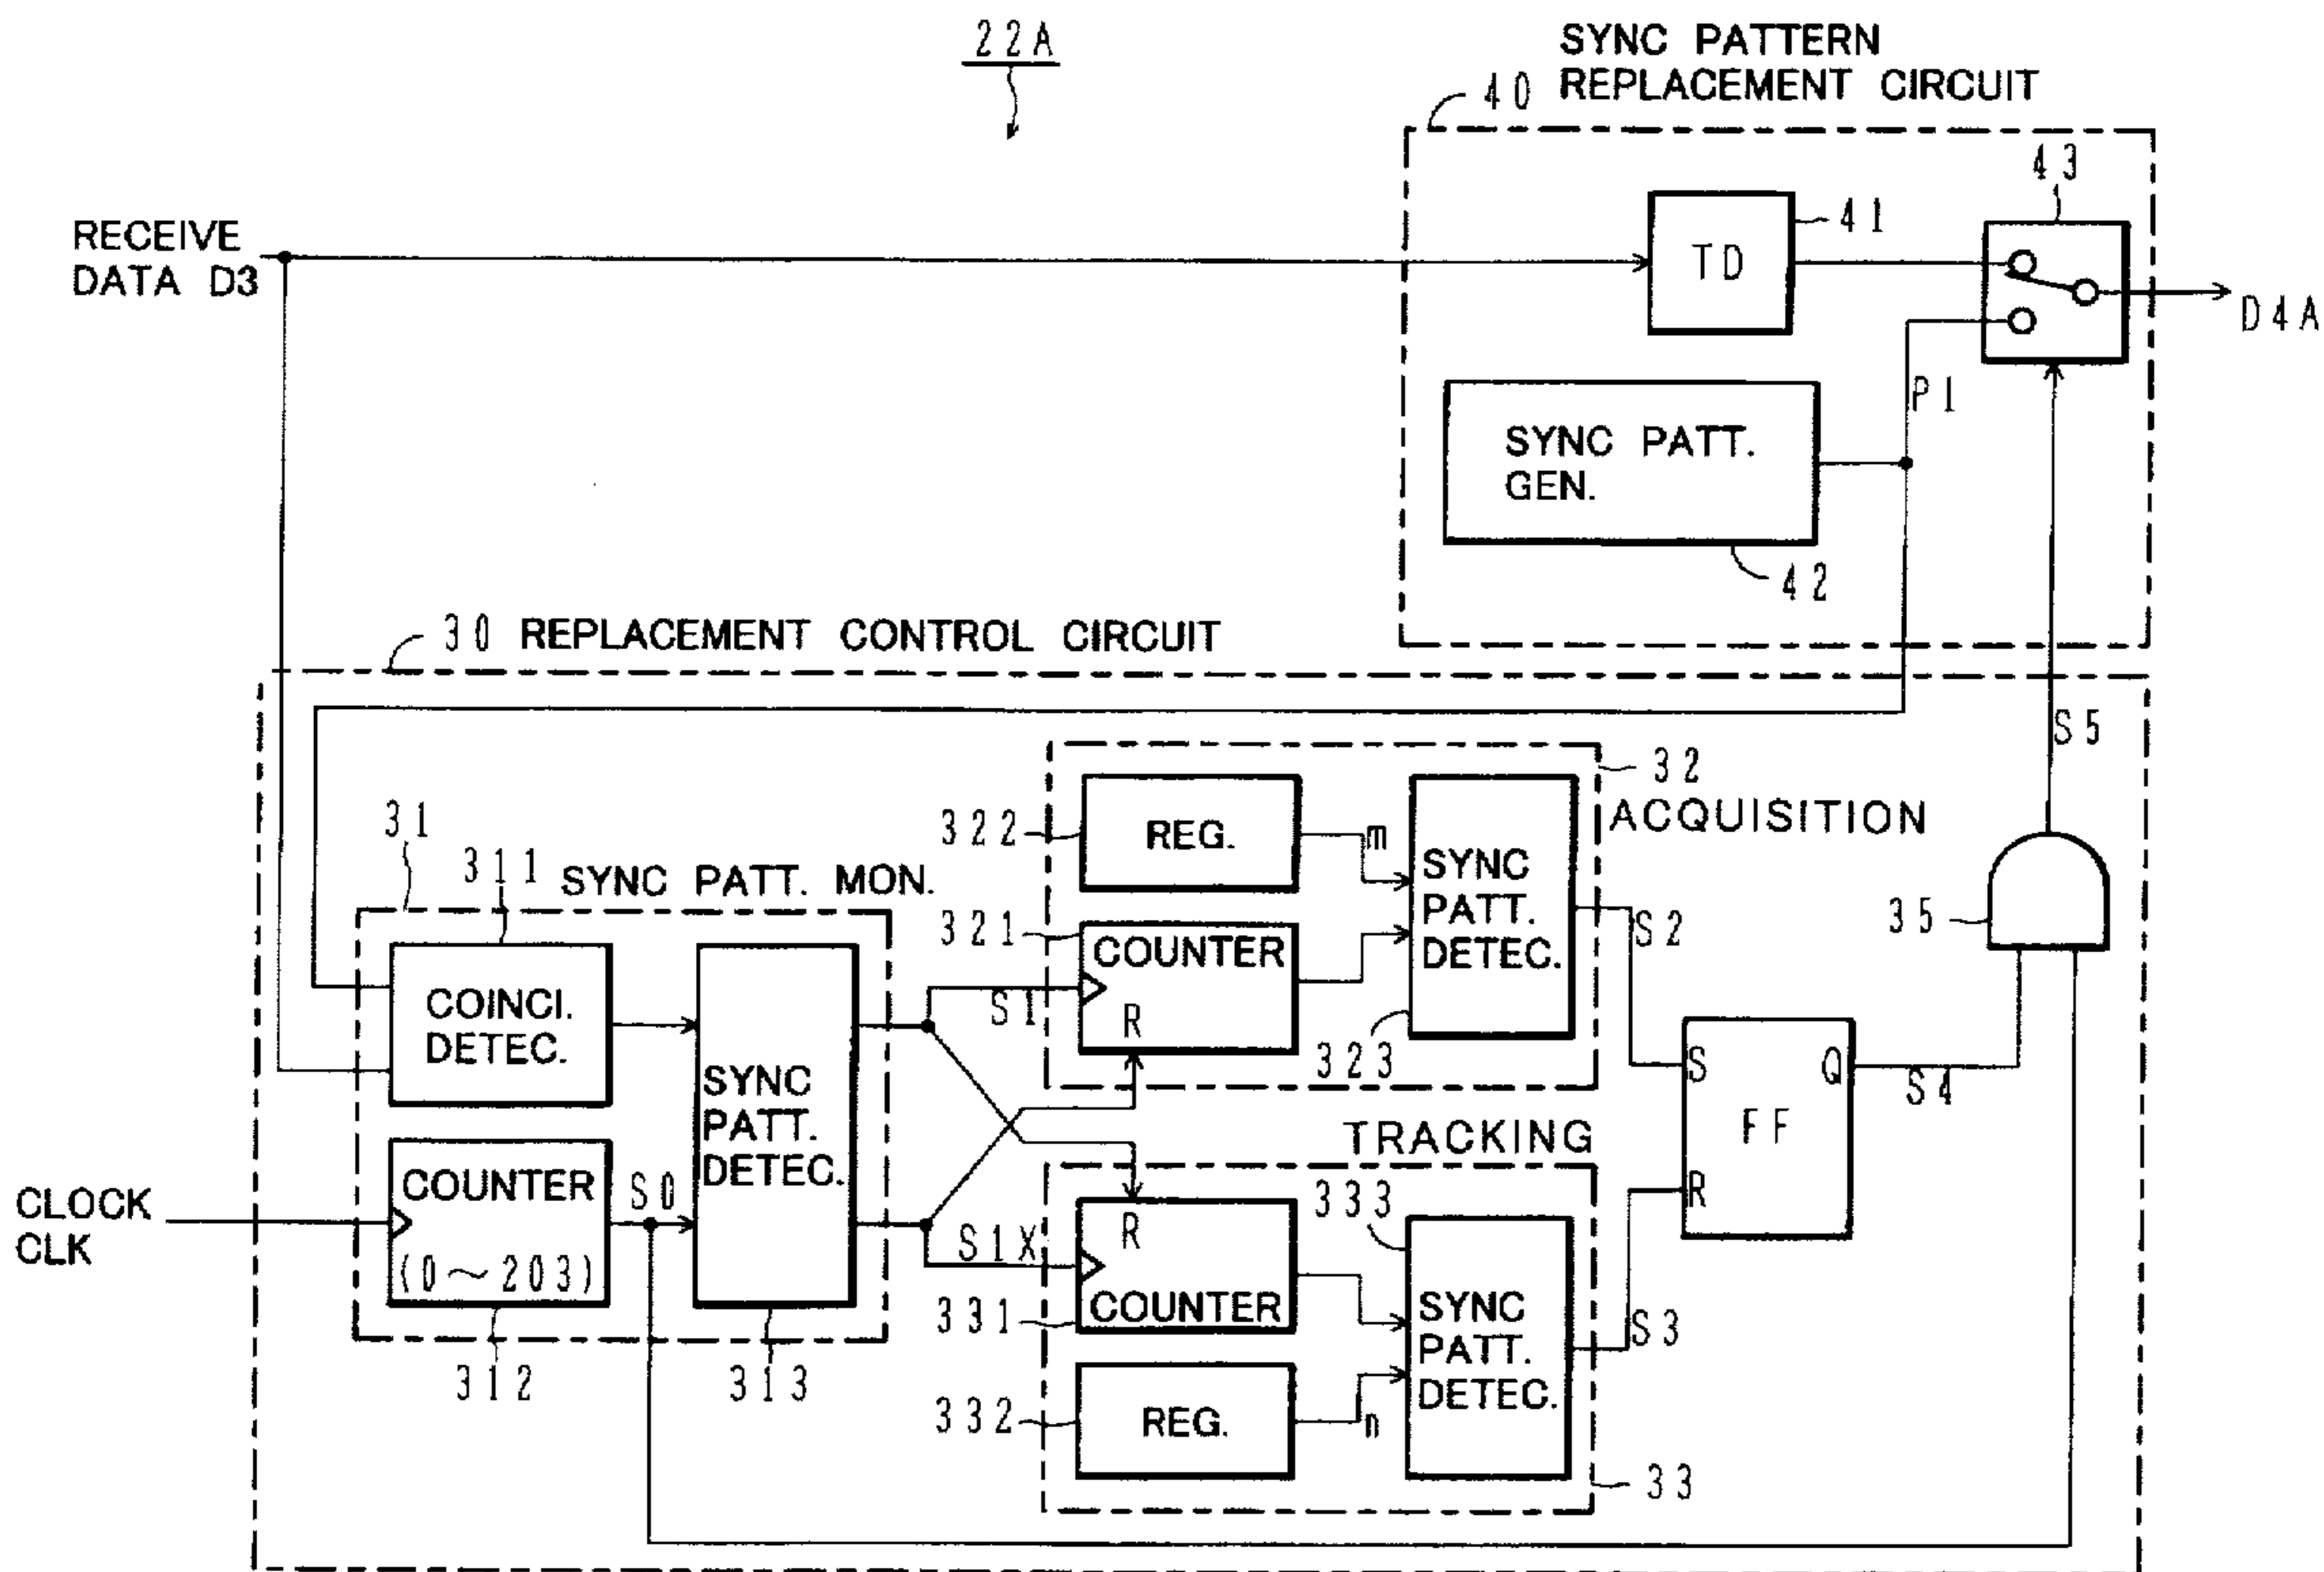 22A
SYNC PATTERN
40 REPLACEMENT CIRCUIT
43
RECEIVE
DATA D3
TD
41
D4A
P1
SYNC PATT.
GEN.
42
30 REPLACEMENT CONTROL CIRCUIT
S5
32
ACQUISITION
31
311
SYNC PATT. MON.
322
REG.
m
SYNC
PATT.
DETEC.
321
COUNTER
R
S1
323
S2
35
COINCI.
DETEC.
SYNC
PATT.
DETEC.
S
Q
FF
R
S4
TRACKING
CLOCK
CLK
COUNTER
(0~203)
S0
312
313
S1X
R
COUNTER
331
333
SYNC
PATT.
DETEC.
S3
332
REG.
n
33